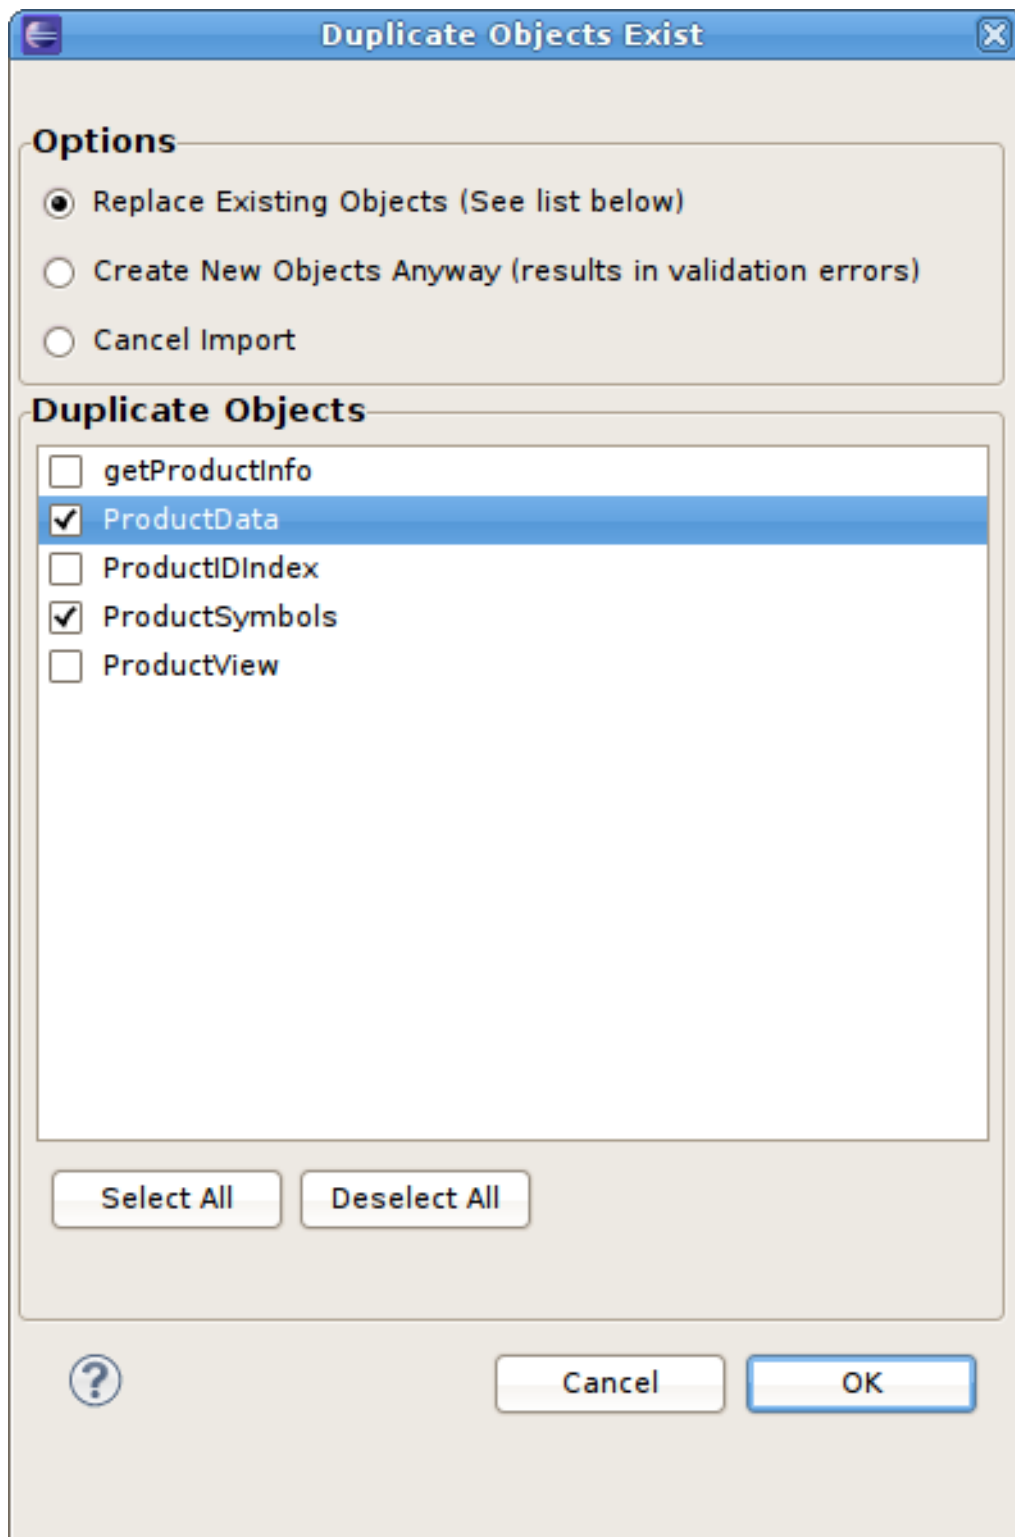 Duplicate Objects Exist
Options
Replace Existing Objects (See list below)
Create New Objects Anyway (results in validation errors)
Cancel Import
Duplicate Objects
getProductInfo
ProductData
ProductIDIndex
ProductSymbols
ProductView
Select All
Deselect All
?
Cancel
OK